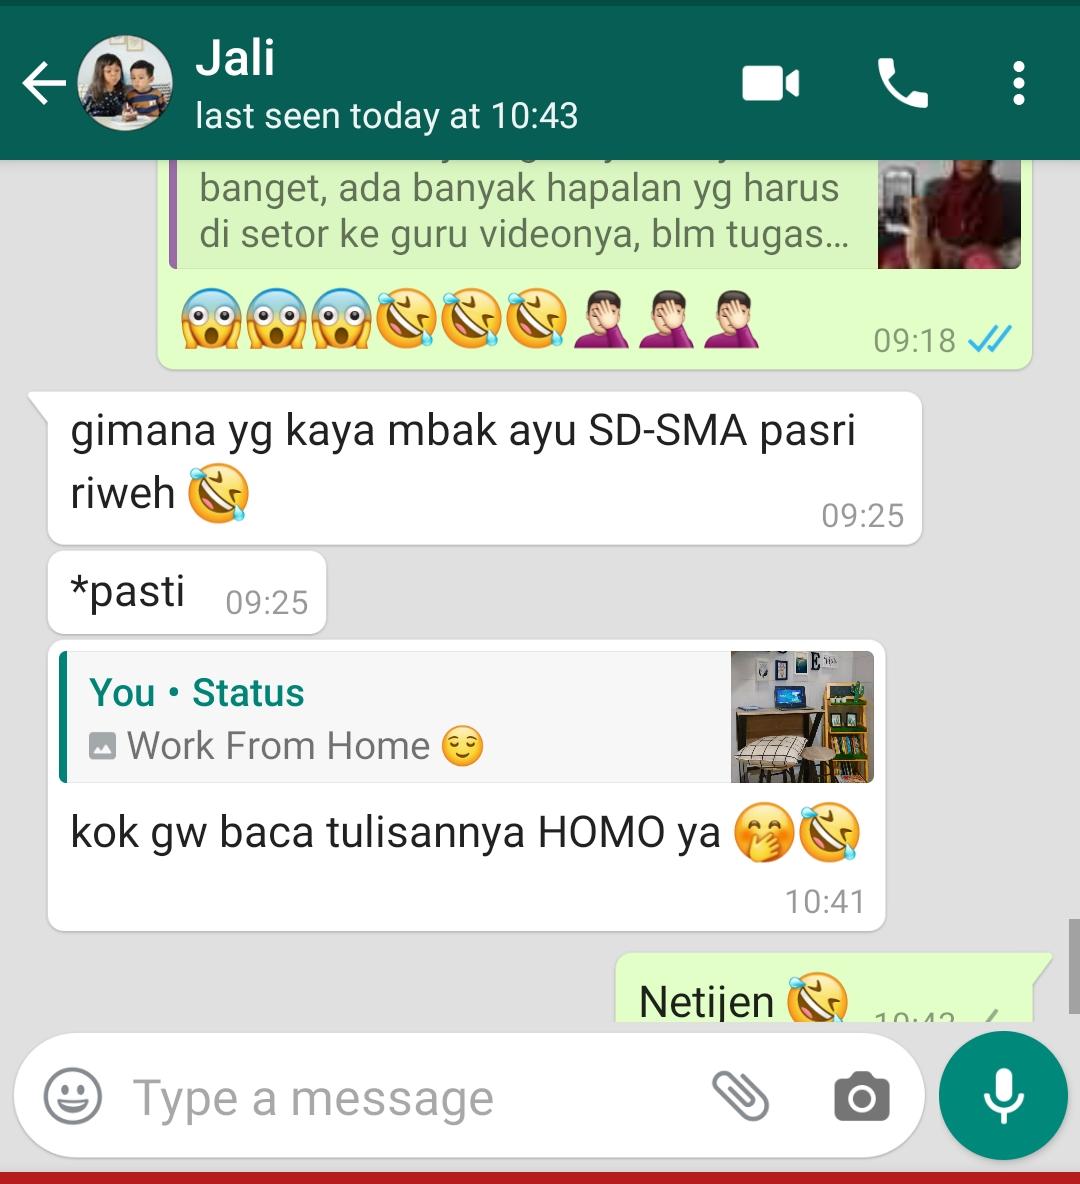 Jali
last seen today at 10:43
banget, ada banyak hapalan yg harus
di setor ke guru videonya, blm tugas...
😱😱😱🤣🤣🤣🤦🏻‍♂️🤦🏻‍♂️🤦🏻‍♂️ 09:18
gimana yg kaya mbak ayu SD-SMA pasri
riweh 🤣
09:25
*pasti 09:25
You • Status
Work From Home 😌
kok gw baca tulisannya HOMO ya 🤭🤣
10:41
Netijen 🤣
Type a message